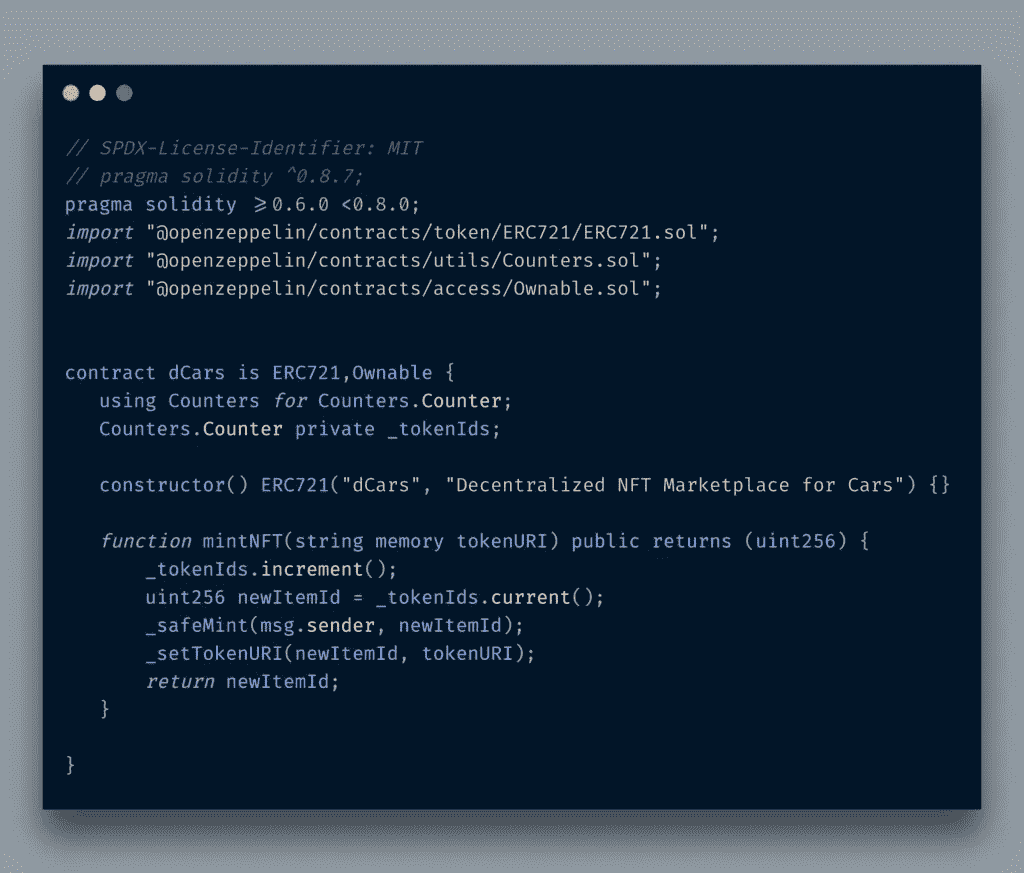 // SPDX-License-Identifier: MIT
// pragma solidity ^0.8.7;
pragma solidity >=0.6.0 <0.8.0;
import "@openzeppelin/contracts/token/ERC721/ERC721.sol";
import "@openzeppelin/contracts/utils/Counters.sol";
import "@openzeppelin/contracts/access/Ownable.sol";
contract dCars is ERC721,Ownable {
using Counters for Counters.Counter;
Counters.Counter private _tokenIds;
constructor() ERC721("dCars", "Decentralized NFT Marketplace for Cars") {}
function mintNFT(string memory tokenURI) public returns (uint256) {
_tokenIds.increment();
uint256 newItemId = _tokenIds.current();
_safeMint(msg.sender, newItemId);
_setTokenURI(newItemId, tokenURI);
return newItemId;
}
}